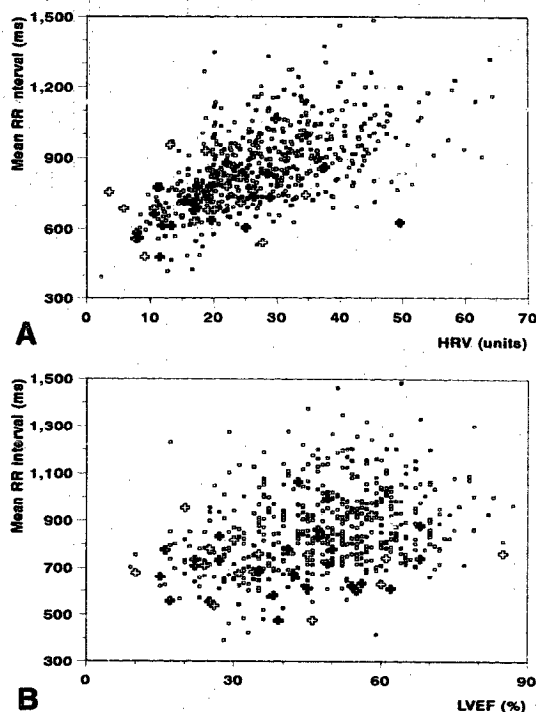 1,500
1,200
900
600
300
Mean RR Interval (ms)
0 10 20 30 40 50 60 70
A
HRV (units)
1,500
1,300
1,100
900
700
500
300
Mean RR Interval (ms)
0 30 60 90
B
LVEF (%)